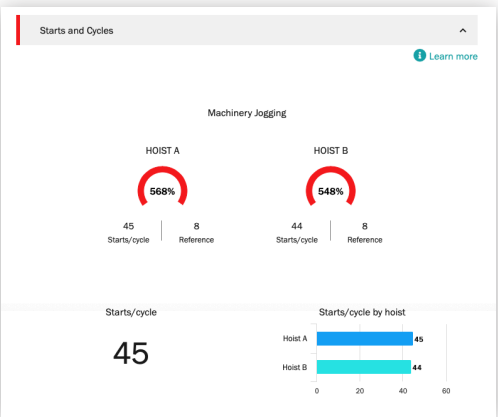 Starts and Cycles
Learn more
Machinery Jogging
HOIST A HOIST B
568% 548%
45 8 44 8
Starts/cycle Reference Starts/cycle Reference
Starts/cycle Starts/cycle by hoist
45
Hoist A 45
Hoist B 44
0 20 40 60